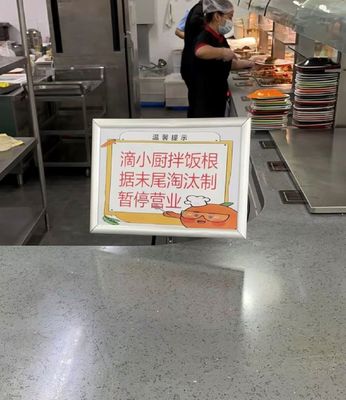 温馨提示
滴小厨拌饭根
据末尾淘汰制
暂停营业